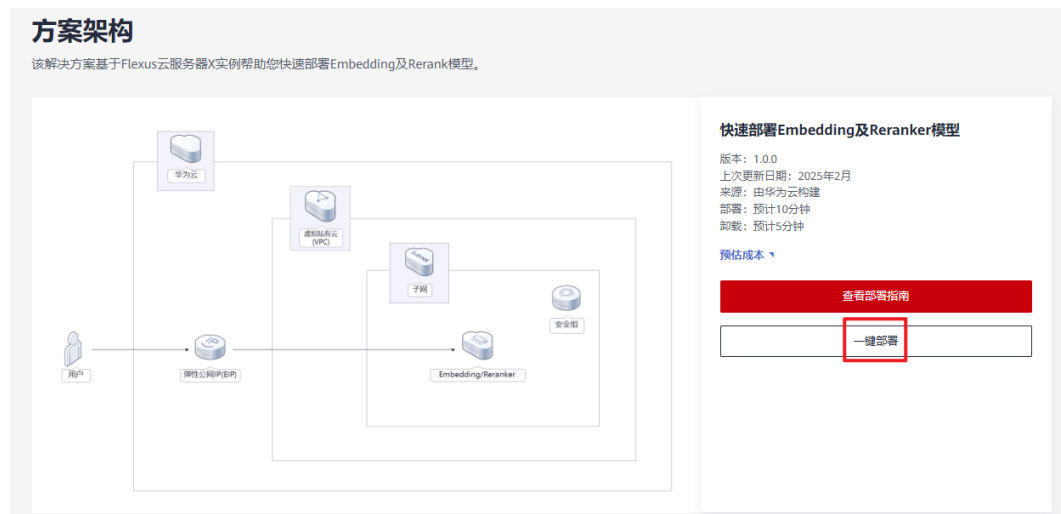 方案架构
该解决方案基于Flexus云服务器X实例帮助您快速部署Embedding及Rerank模型。
华为云
虚拟私有云
(VPC)
Subnet
子网
安全组
用户
IP
弹性公网IP(EIP)
Embedding/Reranker
快速部署Embedding及Reranker模型
版本：1.0.0
上次更新日期：2025年2月
来源：由华为云构建
部署：预计10分钟
卸载：预计5分钟
预估成本
查看部署指南
一键部署